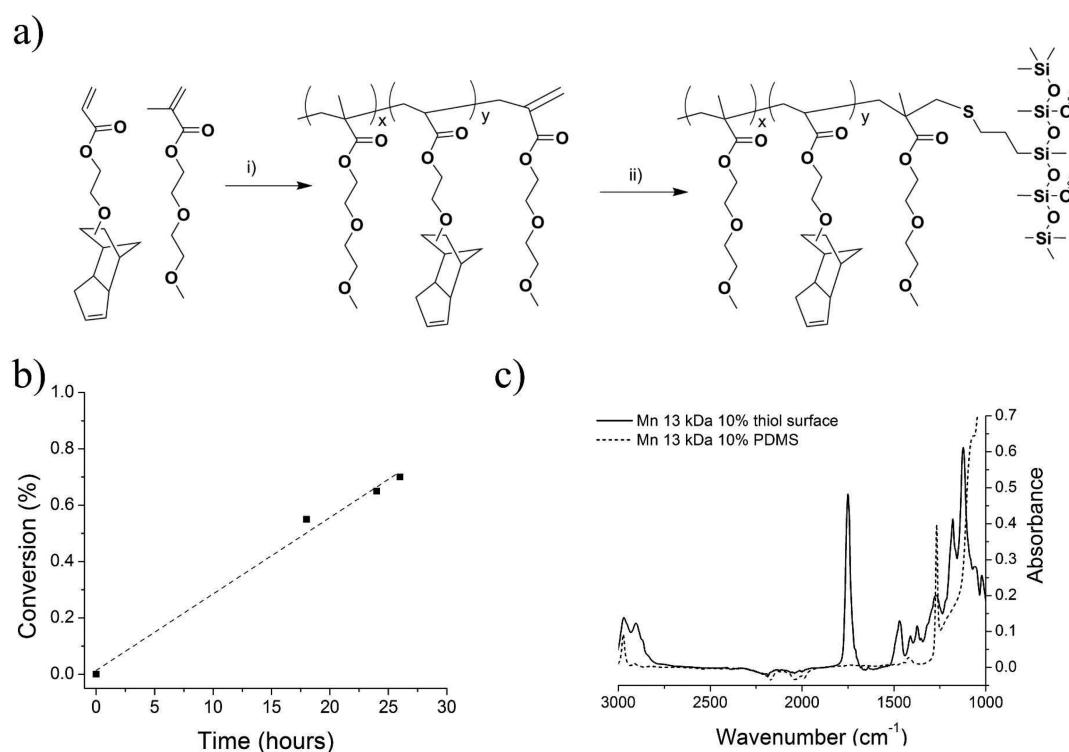 a)
Si
O
Si O
S
x y x y
O O O O O O O O
O
Si
O O O O O O O O
i) ii)
O
Si O
O O O O O O O O
O
Si
O O O O O
b)
Conversion (%)
1.0
0.8
0.6
0.4
0.2
0.0
0 5 10 15 20 25 30
Time (hours)
c)
Mn 13 kDa 10% thiol surface
Mn 13 kDa 10% PDMS
0.7
0.6
0.5
0.4
0.3
0.2
0.1
0.0
Absorbance
3000 2500 2000 1500 1000
Wavenumber (cm⁻¹)